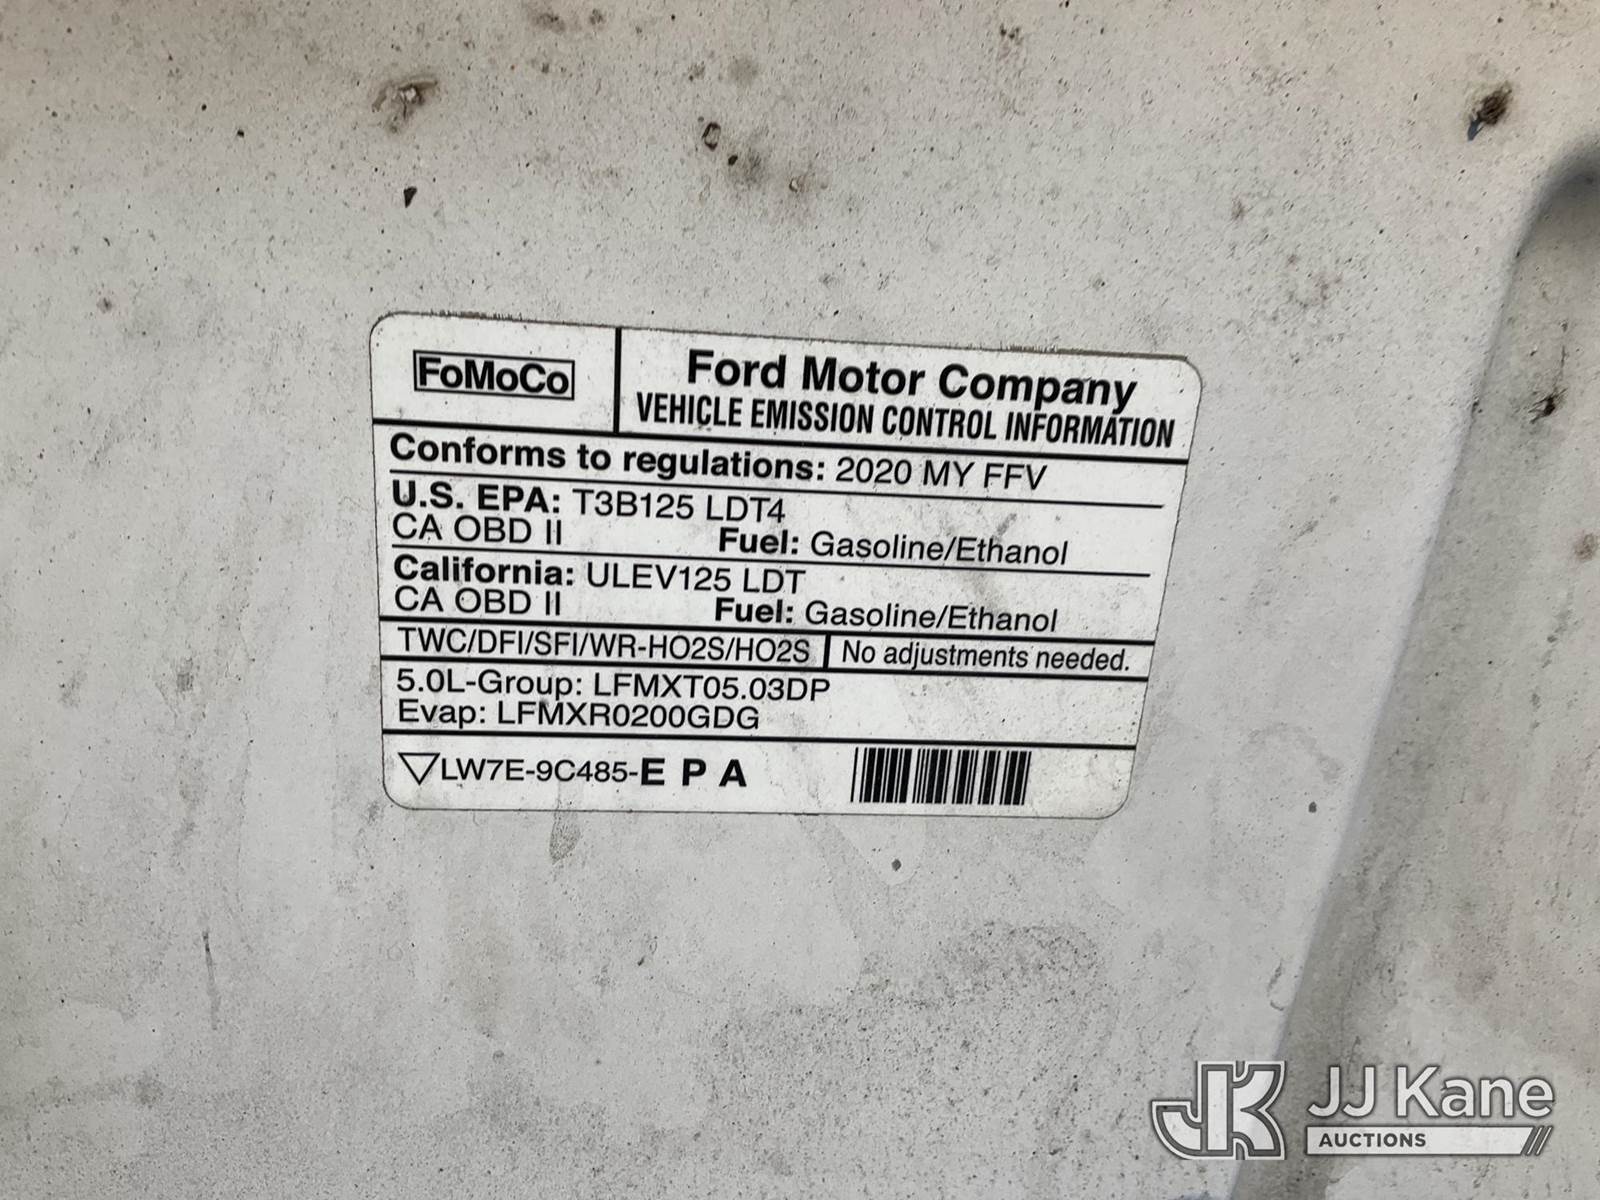 FoMoCo
Ford Motor Company
VEHICLE EMISSION CONTROL INFORMATION
Conforms to regulations: 2020 MY FFV
U.S. EPA: T3B125 LDT4
CA OBD II Fuel: Gasoline/Ethanol
California: ULEV125 LDT
CA OBD II Fuel: Gasoline/Ethanol
TWC/DFI/SFI/WR-HO2S/HO2S No adjustments needed.
5.0L-Group: LFMXT05.03DP
Evap: LFMXR0200GDG
LW7E-9C485-E P A
JK JJ Kane
AUCTIONS